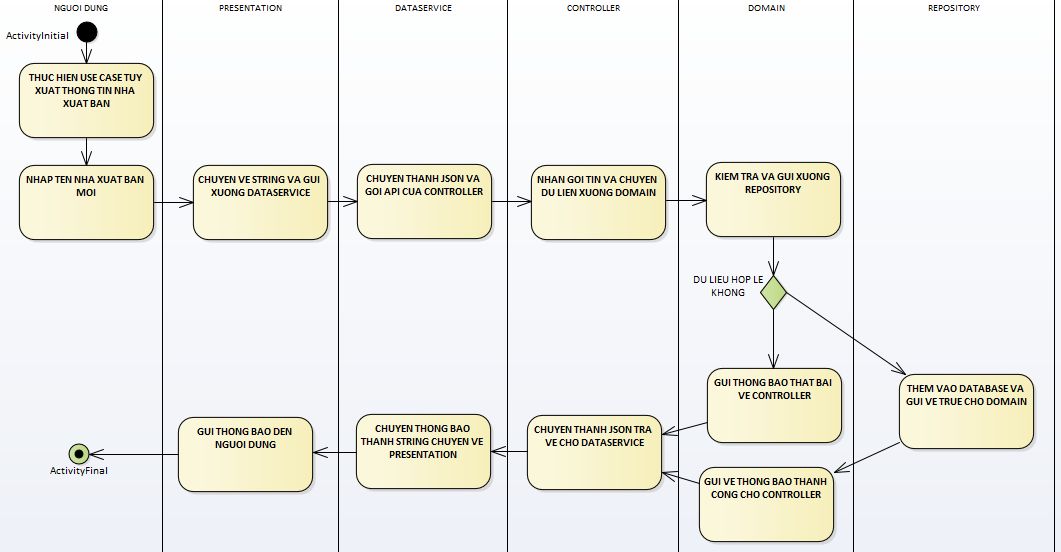 NGUOI DUNG
PRESENTATION
DATASERVICE
CONTROLLER
DOMAIN
REPOSITORY
ActivityInitial
THUC HIEN USE CASE TUY
XUAT THONG TIN NHA
XUAT BAN
NHAP TEN NHA XUAT BAN
MOI
CHUYEN VE STRING VA GUI
XUONG DATASERVICE
CHUYEN THANH JSON VA
GOI API CUA CONTROLLER
NHAN GOI TIN VA CHUYEN
DU LIEN XUONG DOMAIN
KIEM TRA VA GUI XUONG
REPOSITORY
DU LIEU HOP LE
KHONG
GUI THONG BAO THAT BAI
VE CONTROLLER
THEM VAO DATABASE VA
GUI VE TRUE CHO DOMAIN
GUI VE THONG BAO THANH
CONG CHO CONTROLLER
CHUYEN THANH JSON TRA
VE CHO DATASERVICE
CHUYEN THONG BAO
THANH STRING CHUYEN VE
PRESENTATION
GUI THONG BAO DEN
NGUOI DUNG
ActivityFinal